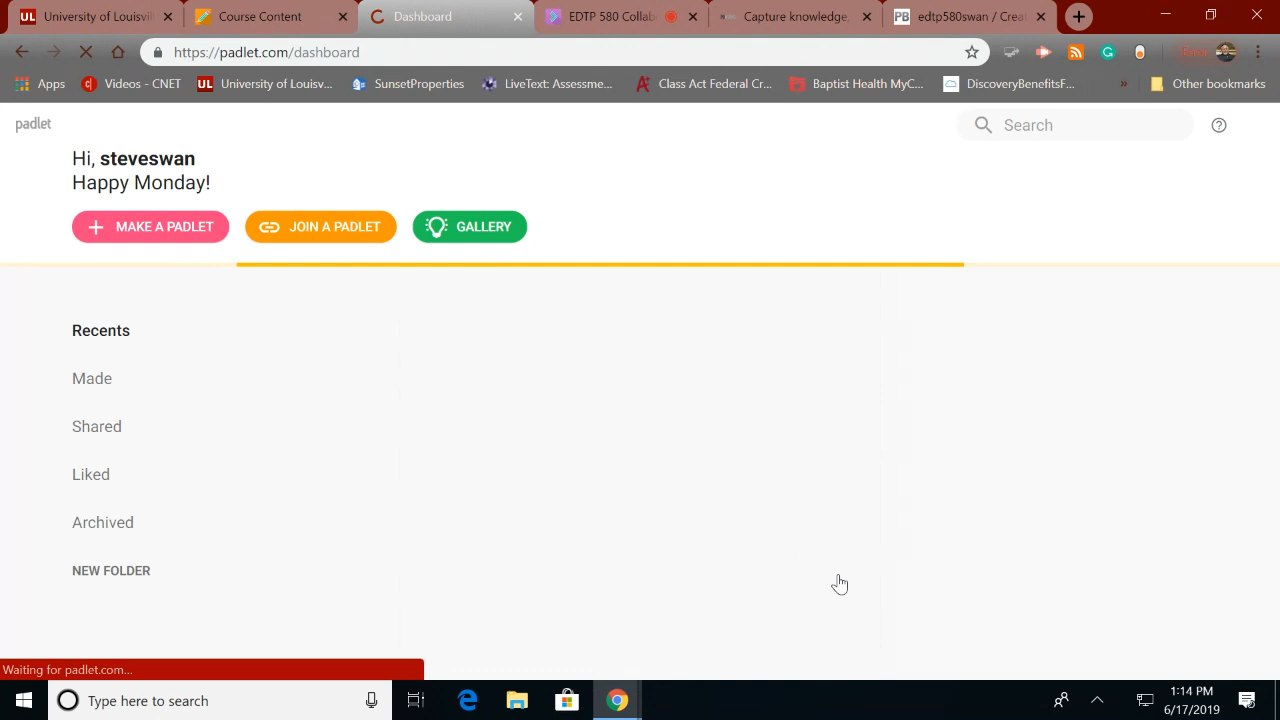 University of Louisvil
Course Content
Dashboard
EDTP 580 Collab
Capture knowledge,
edtp580swan / Crea
https://padlet.com/dashboard
Apps
Videos - CNET
University of Louisv...
SunsetProperties
LiveText: Assessme...
Class Act Federal Cr...
Baptist Health MyC...
DiscoveryBenefitsF...
»
Other bookmarks
padlet
Search
Hi, steveswan
Happy Monday!
MAKE A PADLET
JOIN A PADLET
GALLERY
Recents
Made
Shared
Liked
Archived
NEW FOLDER
Waiting for padlet.com...
Type here to search
1:14 PM
6/17/2019